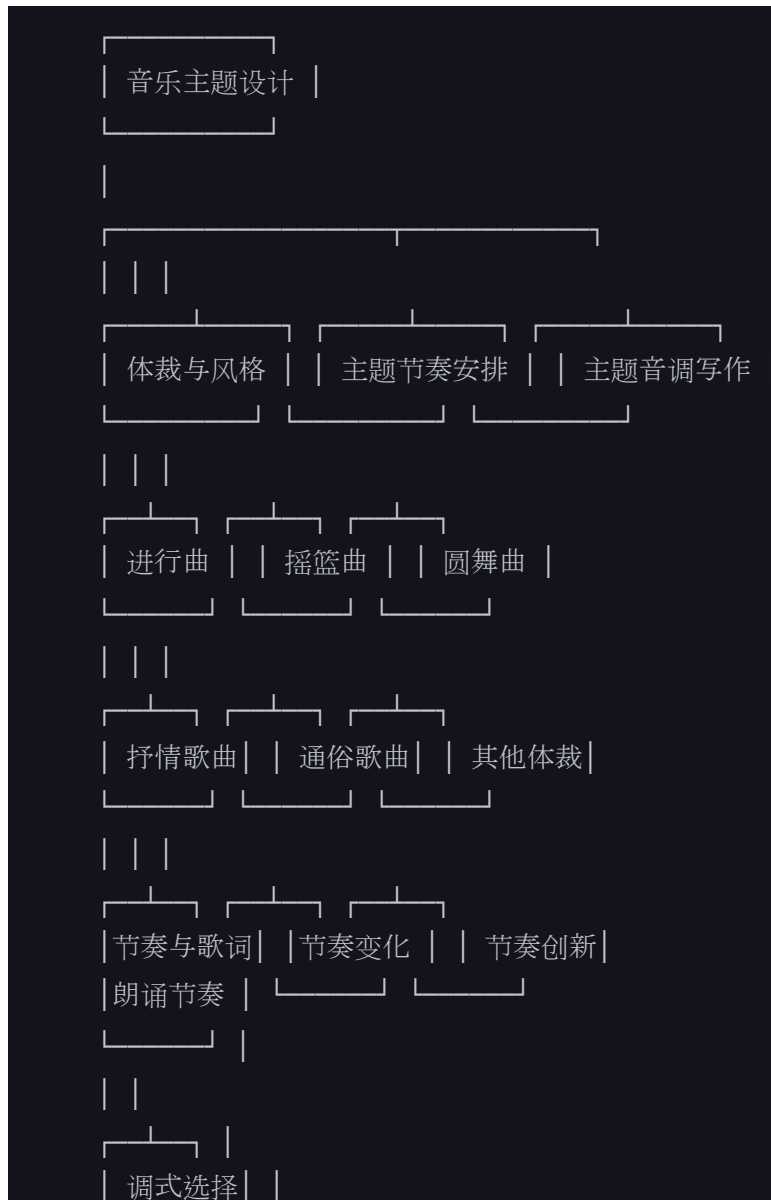 音乐主题设计
体裁与风格 主题节奏安排 主题音调写作
进行曲 摇篮曲 圆舞曲
抒情歌曲 通俗歌曲 其他体裁
节奏与歌词 节奏变化 节奏创新
朗诵节奏
调式选择